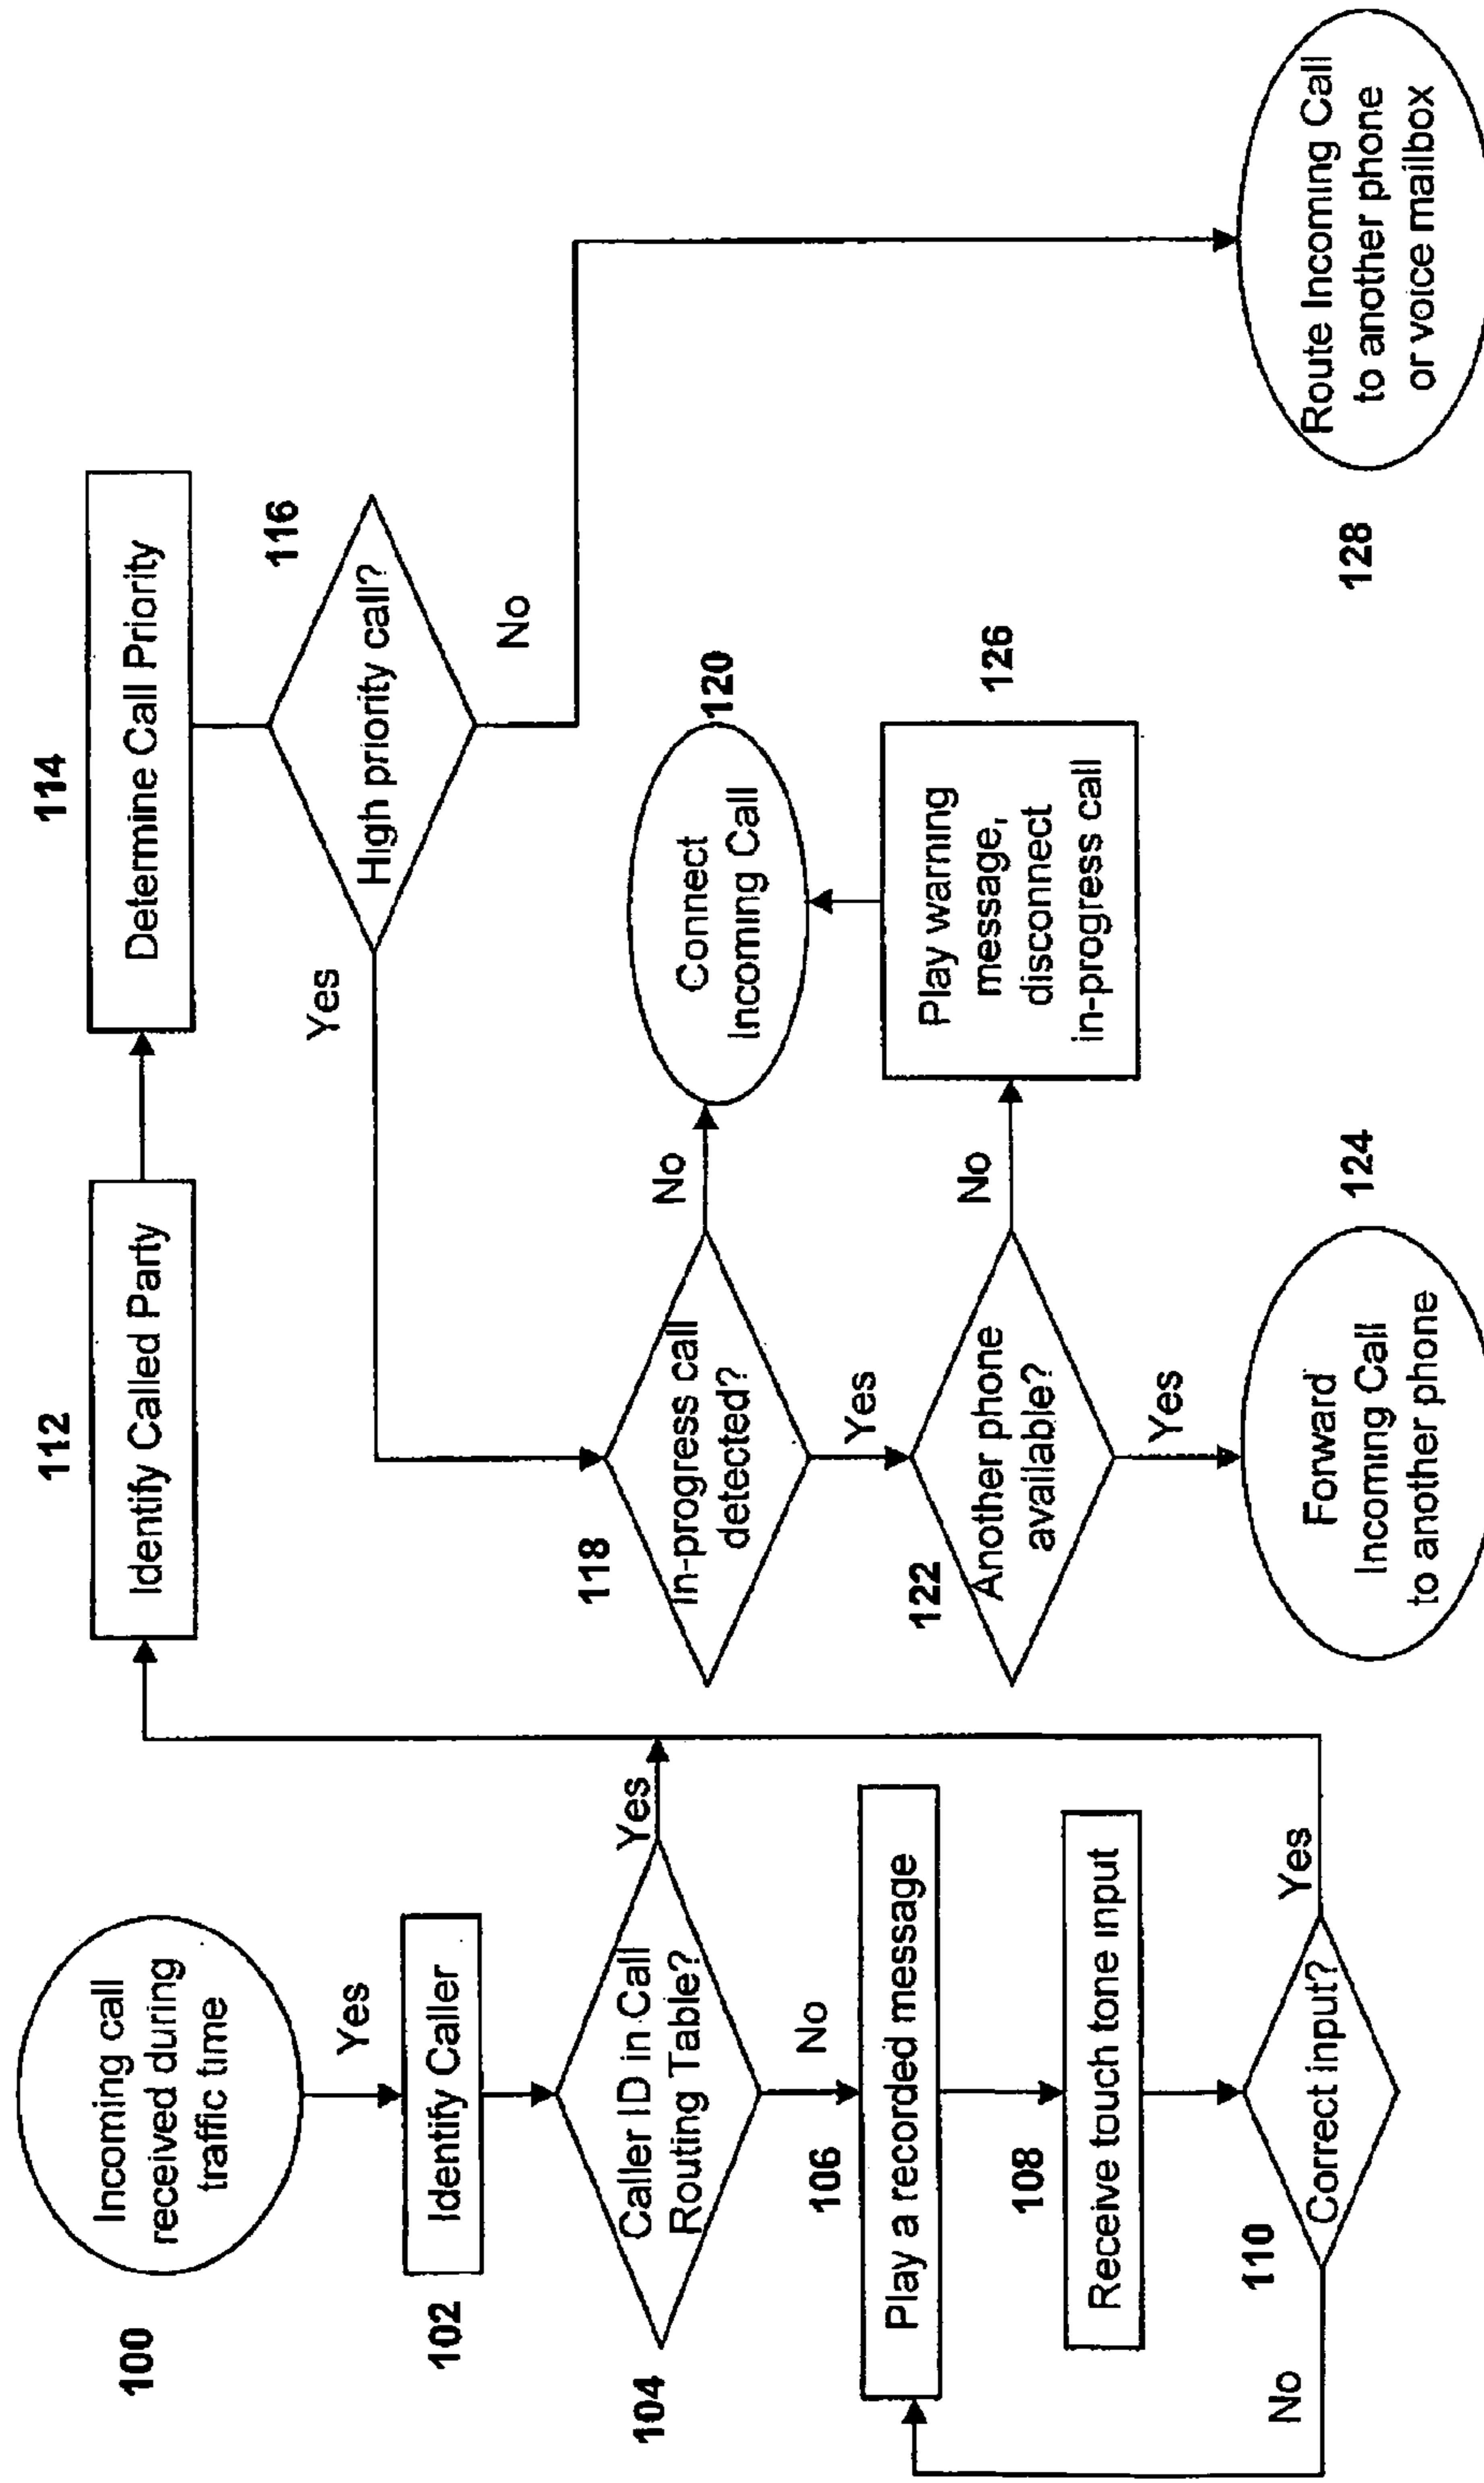 100
Incoming call
received during
traffic time
Yes
102
Identify Caller
104
Caller ID in Call
Routing Table?
Yes
No
106
Play a recorded message
108
Receive touch tone input
110
Correct input?
No
Yes
112
Identify Called Party
114
Determine Call Priority
116
High priority call?
Yes
No
118
In-progress call
detected?
No
Yes
120
Connect
Incoming Call
122
Another phone
available?
No
Yes
126
Play warning
message,
disconnect
in-progress call
124
Forward
Incoming Call
to another phone
128
Route Incoming Call
to another phone
or voice mailbox